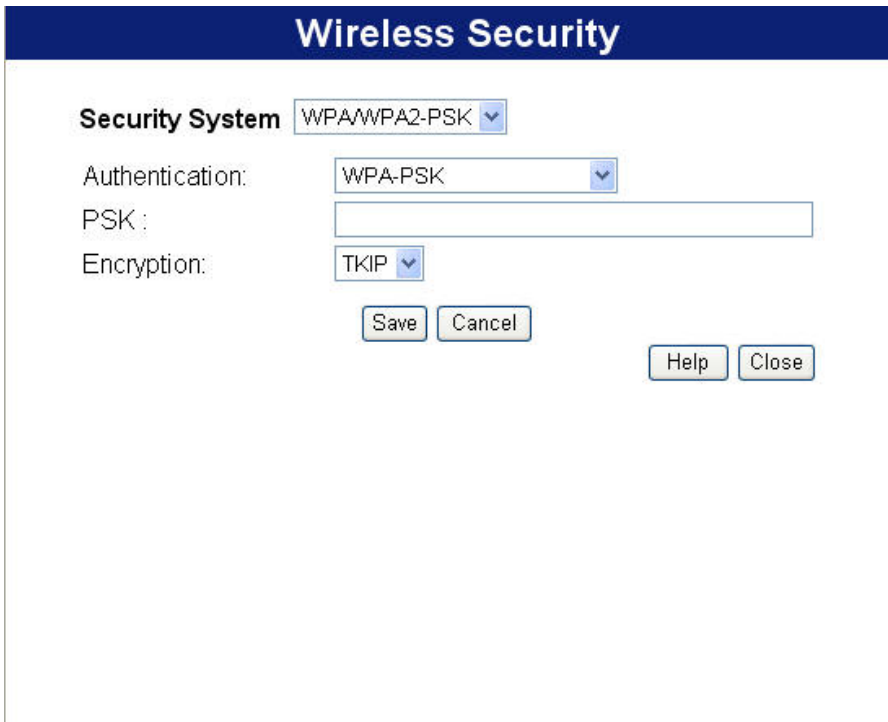 Wireless Security
Security System WPA/WPA2-PSK
Authentication: WPA-PSK
PSK :
Encryption: TKIP
Save Cancel
Help Close